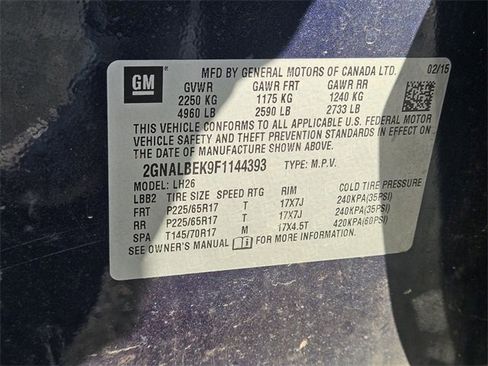 GM
MFD BY GENERAL MOTORS OF CANADA LTD. 02/15
GVWR GAWR FRT GAWR RR
2250 KG 1175 KG 1240 KG
4960 LB 2590 LB 2733 LB
THIS VEHICLE CONFORMS TO ALL APPLICABLE U.S. FEDERAL MOTOR
VEHICLE SAFETY AND THEFT PREVENTION STANDARDS IN EFFECT ON
THE DATE OF MANUFACTURE SHOWN ABOVE.
2GNALBEK9F1144393 TYPE: M.P.V.
MODEL: LH26
LBB2 TIRE SIZE SPEED RTG RIM COLD TIRE PRESSURE
FRT P225/65R17 T 17X7J 240KPA(35PSI)
RR P225/65R17 T 17X7J 240KPA(35PSI)
SPA T145/70R17 M 17X4.5T 420KPA(60PSI)
SEE OWNER'S MANUAL FOR MORE INFORMATION.